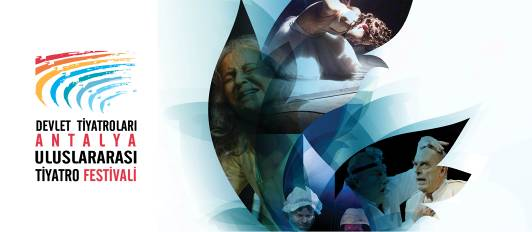 DEVLET TİYATROLARI
ANTALYA
ULUSLARARASI
TİYATRO FESTİVALİ